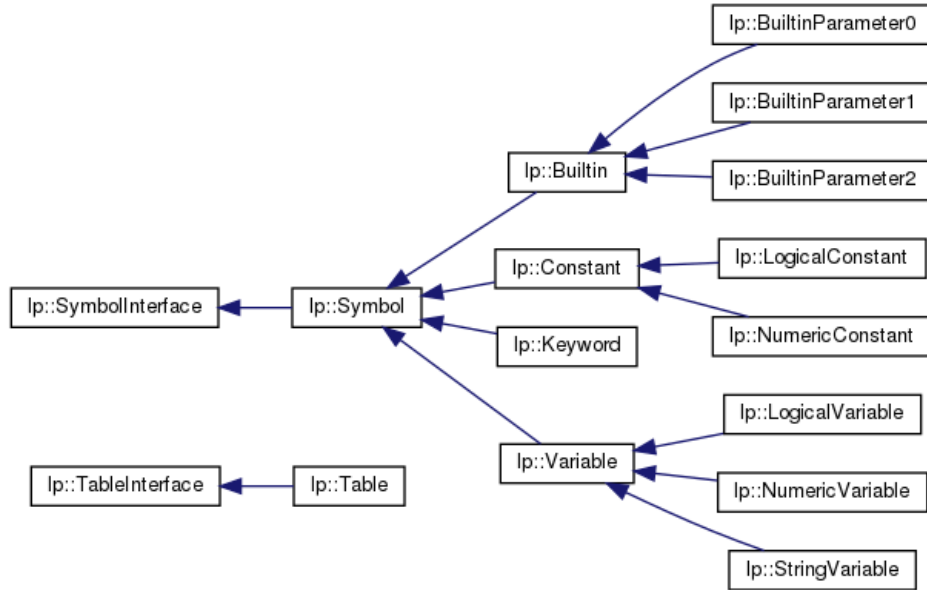 lp::BuiltinParameter0
lp::BuiltinParameter1
lp::Builtin
lp::BuiltinParameter2
lp::LogicalConstant
lp::Constant
lp::SymbolInterface
lp::Symbol
lp::NumericConstant
lp::Keyword
lp::LogicalVariable
lp::Variable
lp::TableInterface
lp::Table
lp::NumericVariable
lp::StringVariable